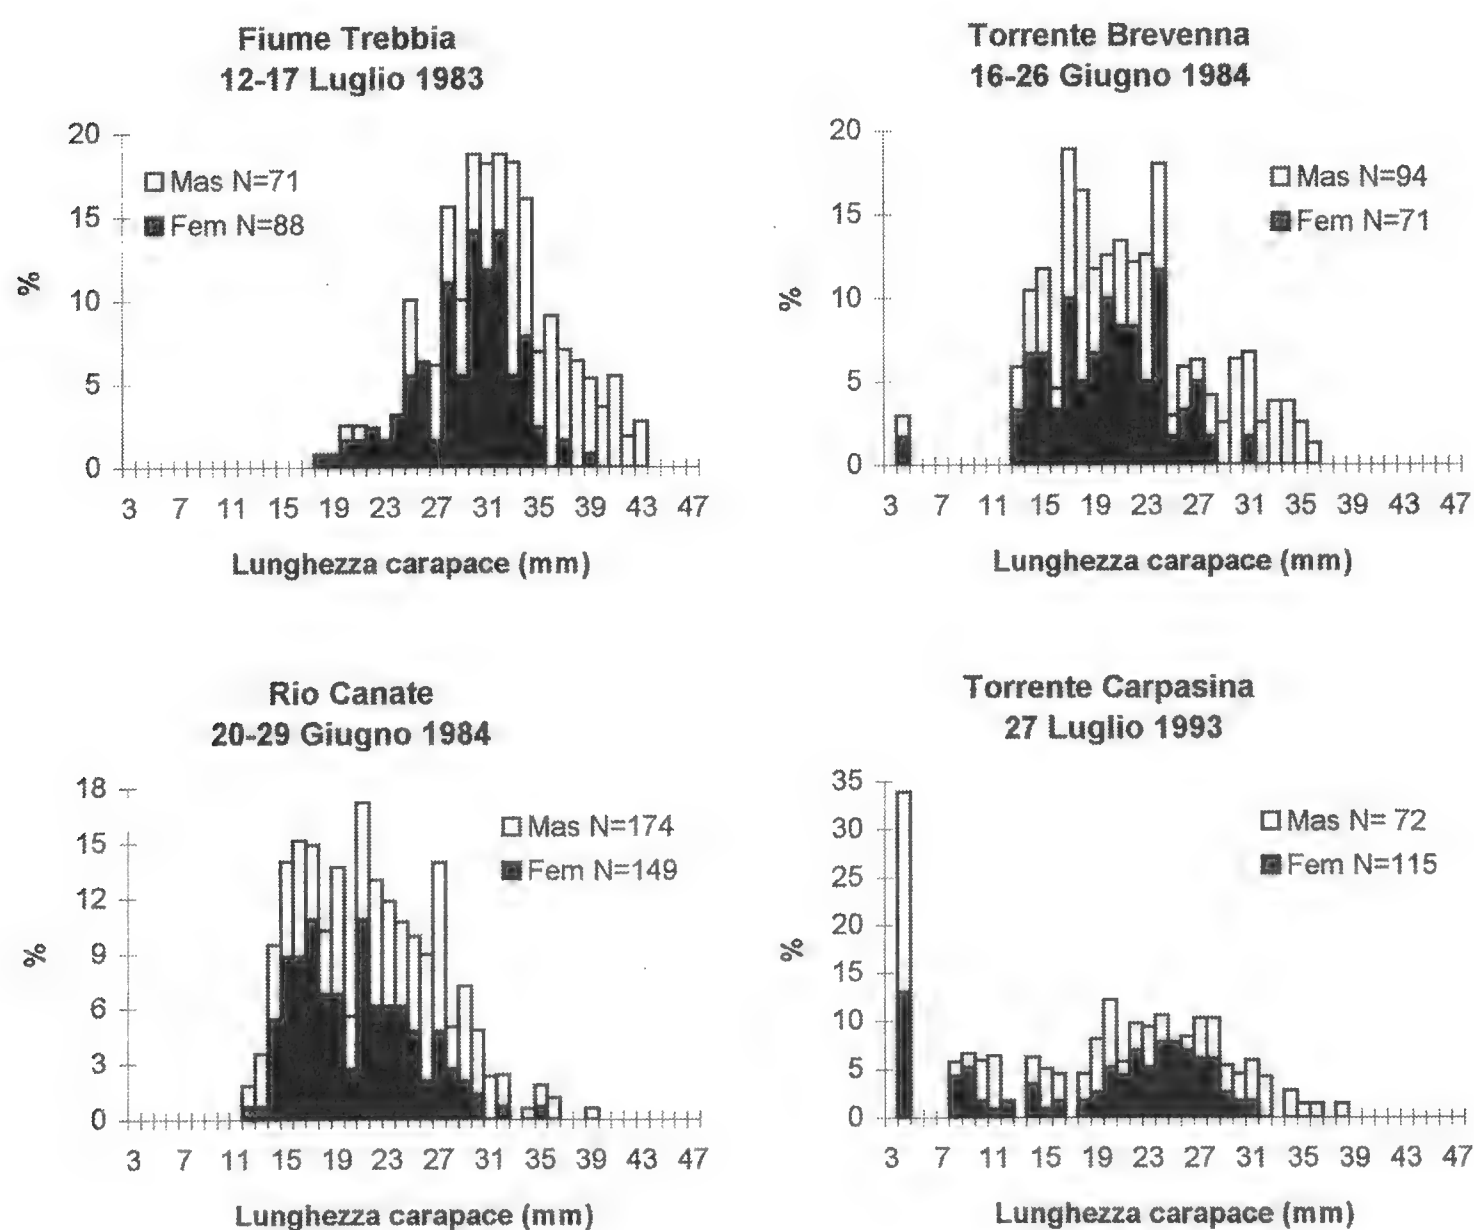 Fiume Trebbia
12-17 Luglio 1983
20
15
10
5
0
%
Mas N=71
Fem N=88
3 7 11 15 19 23 27 31 35 39 43 47
Lunghezza carapace (mm)
Torrente Brevenna
16-26 Giugno 1984
20
15
10
5
0
%
Mas N=94
Fem N=71
3 7 11 15 19 23 27 31 35 39 43 47
Lunghezza carapace (mm)
Rio Canate
20-29 Giugno 1984
18
15
12
9
6
3
0
%
Mas N=174
Fem N=149
3 7 11 15 19 23 27 31 35 39 43 47
Lunghezza carapace (mm)
Torrente Carpasina
27 Luglio 1993
35
30
25
20
15
10
5
0
%
Mas N= 72
Fem N=115
3 7 11 15 19 23 27 31 35 39 43 47
Lunghezza carapace (mm)